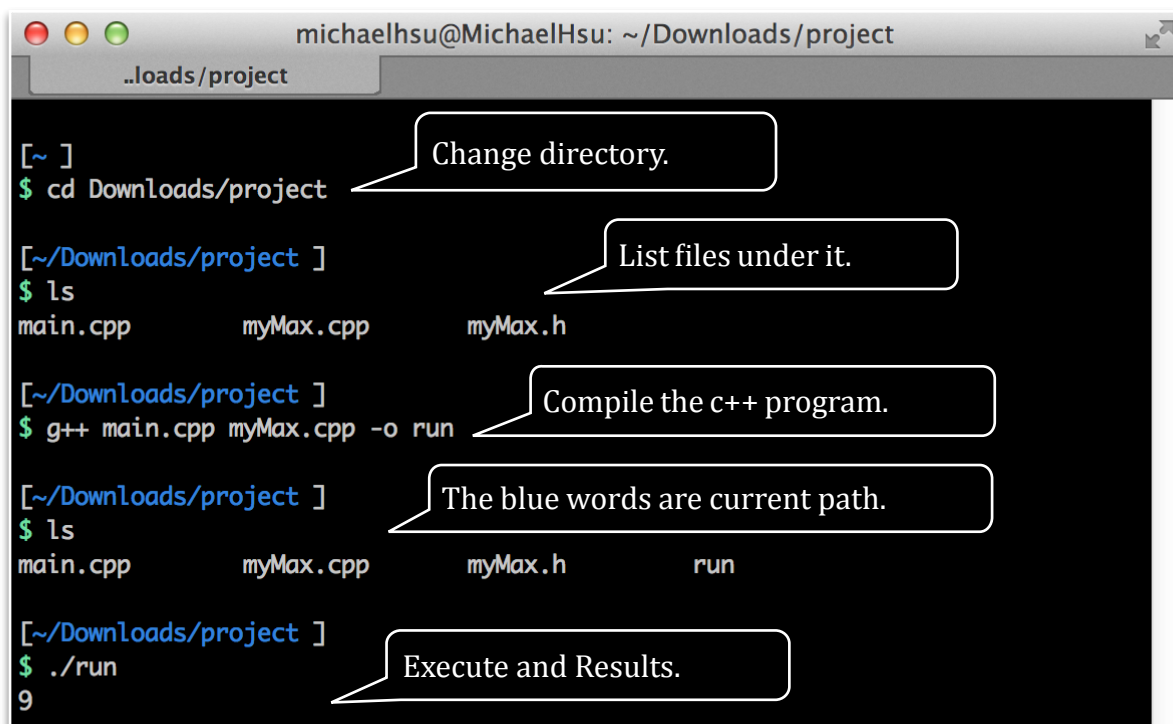 michaelhsu@MichaelHsu: ~/Downloads/project
..loads/project
[~ ]
Change directory.
$ cd Downloads/project
[~/Downloads/project ]
List files under it.
$ ls
main.cpp myMax.cpp myMax.h
[~/Downloads/project ]
Compile the c++ program.
$ g++ main.cpp myMax.cpp -o run
[~/Downloads/project ]
The blue words are current path.
$ ls
main.cpp myMax.cpp myMax.h run
[~/Downloads/project ]
$ ./run
Execute and Results.
9